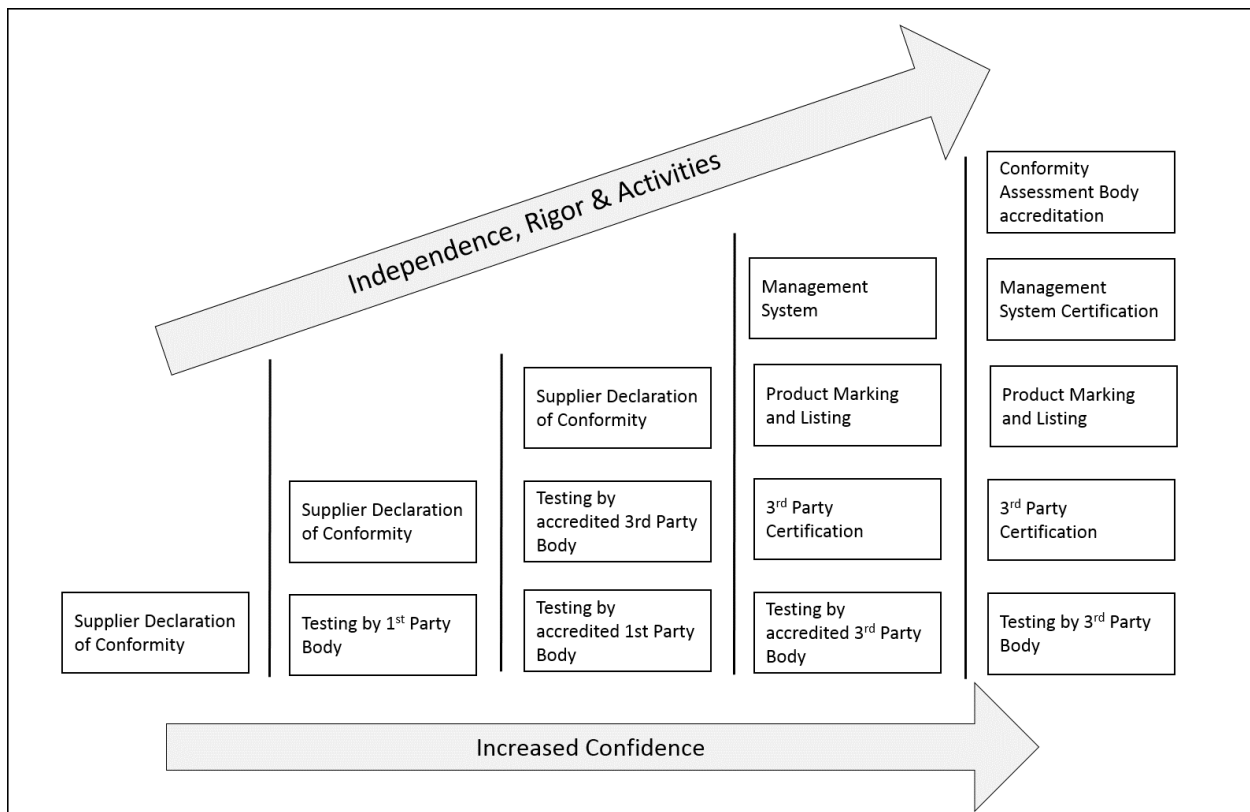 Independence, Rigor & Activities
Supplier Declaration
of Conformity
Supplier Declaration
of Conformity
Testing by 1st Party
Body
Supplier Declaration
of Conformity
Testing by
accredited 3rd Party
Body
Testing by
accredited 1st Party
Body
Management
System
Product Marking
and Listing
3rd Party
Certification
Testing by
accredited 3rd Party
Body
Conformity
Assessment Body
accreditation
Management
System Certification
Product Marking
and Listing
3rd Party
Certification
Testing by 3rd Party
Body
Increased Confidence